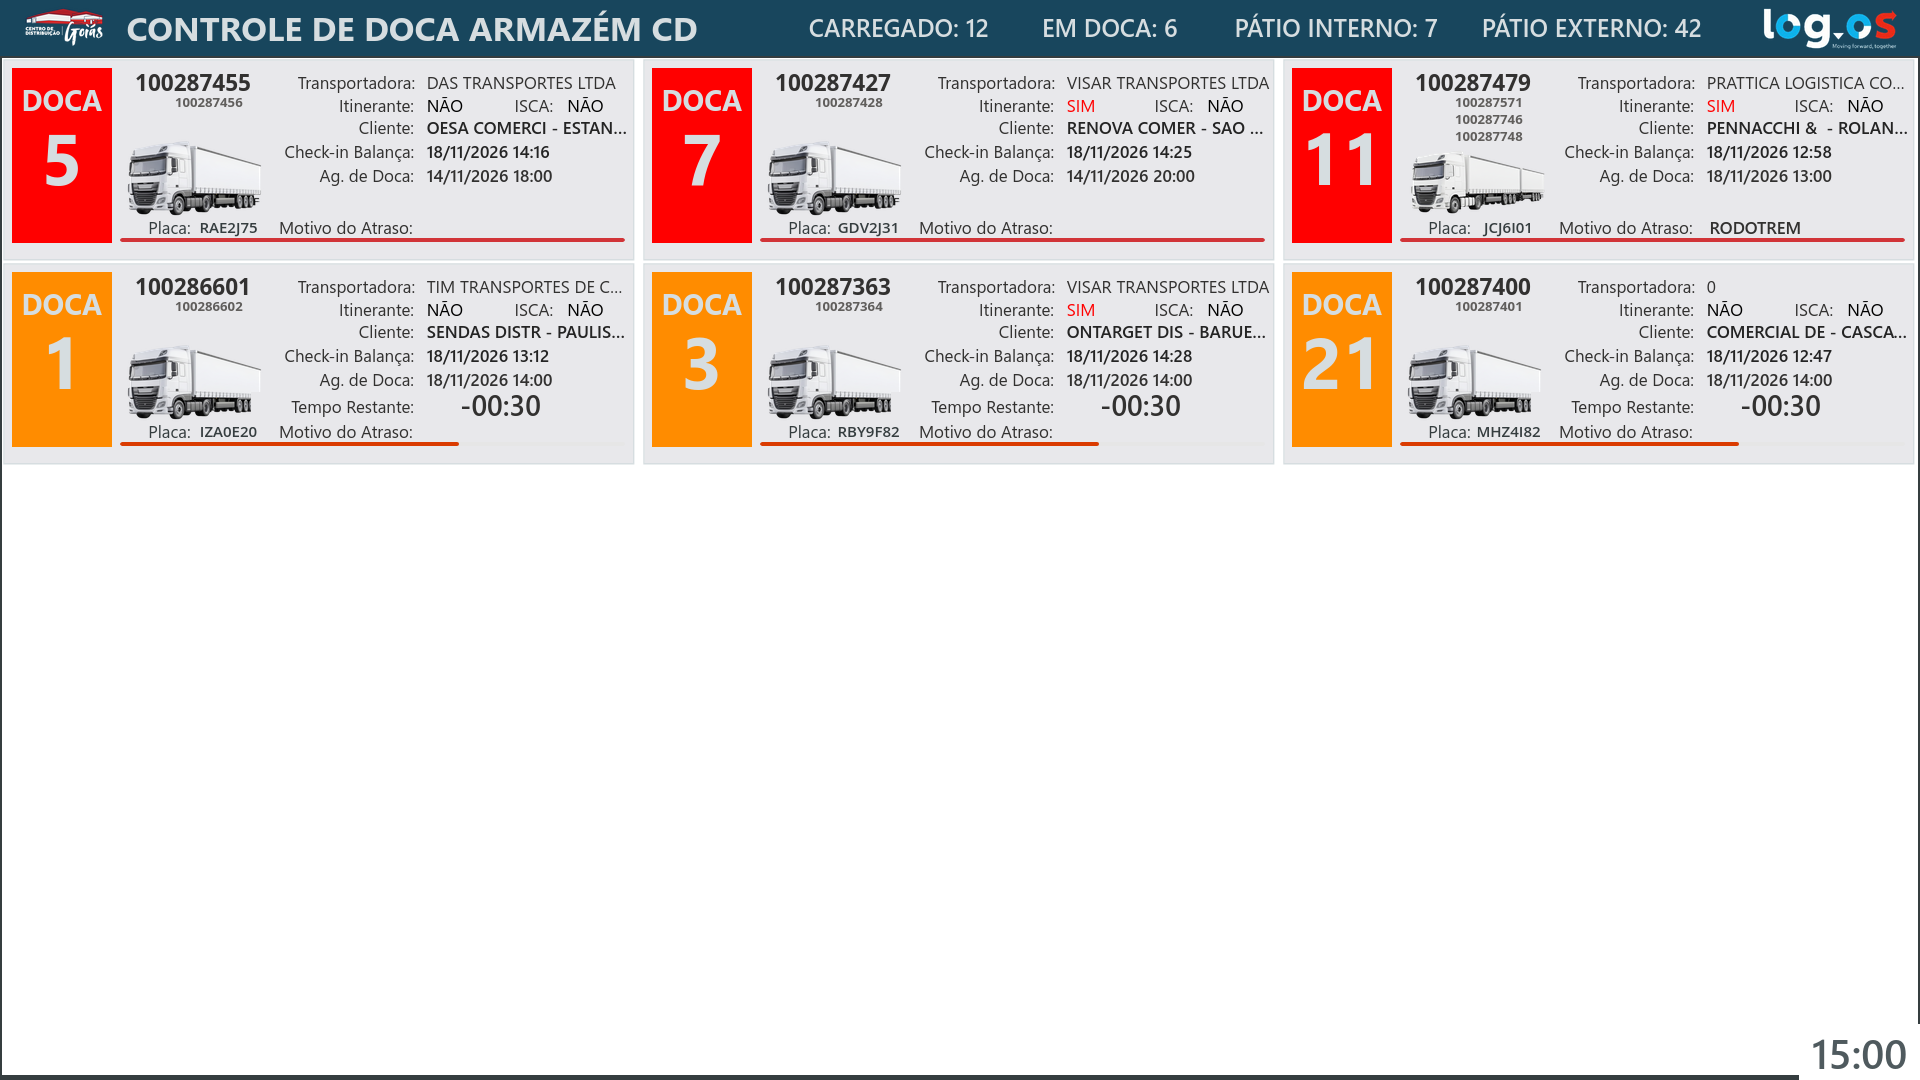 CENTRO DE DISTRIBUIÇÃO Goiás
CONTROLE DE DOCA ARMAZÉM CD
CARREGADO: 12
EM DOCA: 6
PÁTIO INTERNO: 7
PÁTIO EXTERNO: 42
log.os
Moving forward, together
DOCA
5
100287455
100287456
Transportadora: DAS TRANSPORTES LTDA
Itinerante: NÃO ISCA: NÃO
Cliente: OESA COMERCI - ESTAN...
Check-in Balança: 18/11/2026 14:16
Ag. de Doca: 14/11/2026 18:00
Placa: RAE2J75 Motivo do Atraso:
DOCA
7
100287427
100287428
Transportadora: VISAR TRANSPORTES LTDA
Itinerante: SIM ISCA: NÃO
Cliente: RENOVA COMER - SAO ...
Check-in Balança: 18/11/2026 14:25
Ag. de Doca: 14/11/2026 20:00
Placa: GDV2J31 Motivo do Atraso:
DOCA
11
100287479
100287571
100287746
100287748
Transportadora: PRATTICA LOGISTICA CO...
Itinerante: SIM ISCA: NÃO
Cliente: PENNACCHI & - ROLAN...
Check-in Balança: 18/11/2026 12:58
Ag. de Doca: 18/11/2026 13:00
Placa: JCJ6I01 Motivo do Atraso: RODOTREM
DOCA
1
100286601
100286602
Transportadora: TIM TRANSPORTES DE C...
Itinerante: NÃO ISCA: NÃO
Cliente: SENDAS DISTR - PAULIS...
Check-in Balança: 18/11/2026 13:12
Ag. de Doca: 18/11/2026 14:00
Tempo Restante: -00:30
Placa: IZA0E20 Motivo do Atraso:
DOCA
3
100287363
100287364
Transportadora: VISAR TRANSPORTES LTDA
Itinerante: SIM ISCA: NÃO
Cliente: ONTARGET DIS - BARUE...
Check-in Balança: 18/11/2026 14:28
Ag. de Doca: 18/11/2026 14:00
Tempo Restante: -00:30
Placa: RBY9F82 Motivo do Atraso:
DOCA
21
100287400
100287401
Transportadora: 0
Itinerante: NÃO ISCA: NÃO
Cliente: COMERCIAL DE - CASCA...
Check-in Balança: 18/11/2026 12:47
Ag. de Doca: 18/11/2026 14:00
Tempo Restante: -00:30
Placa: MHZ4I82 Motivo do Atraso:
15:00